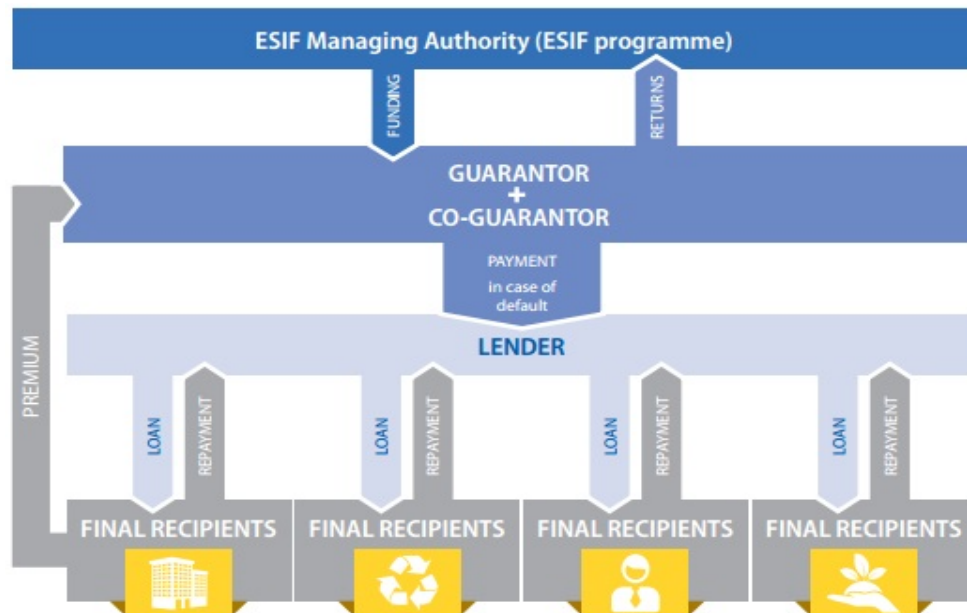 ESIF Managing Authority (ESIF programme)
FUNDING
RETURNS
GUARANTOR
+
CO-GUARANTOR
PAYMENT
in case of
default
LENDER
PREMIUM
LOAN
REPAYMENT
LOAN
REPAYMENT
LOAN
REPAYMENT
LOAN
REPAYMENT
FINAL RECIPIENTS
FINAL RECIPIENTS
FINAL RECIPIENTS
FINAL RECIPIENTS